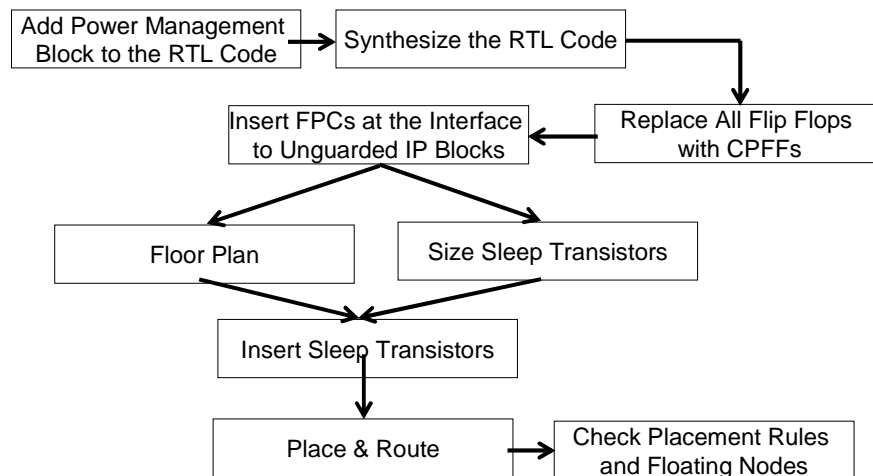 Add Power Management
Block to the RTL Code
Synthesize the RTL Code
Replace All Flip Flops
with CPFFs
Insert FPCs at the Interface
to Unguarded IP Blocks
Floor Plan
Size Sleep Transistors
Insert Sleep Transistors
Place & Route
Check Placement Rules
and Floating Nodes